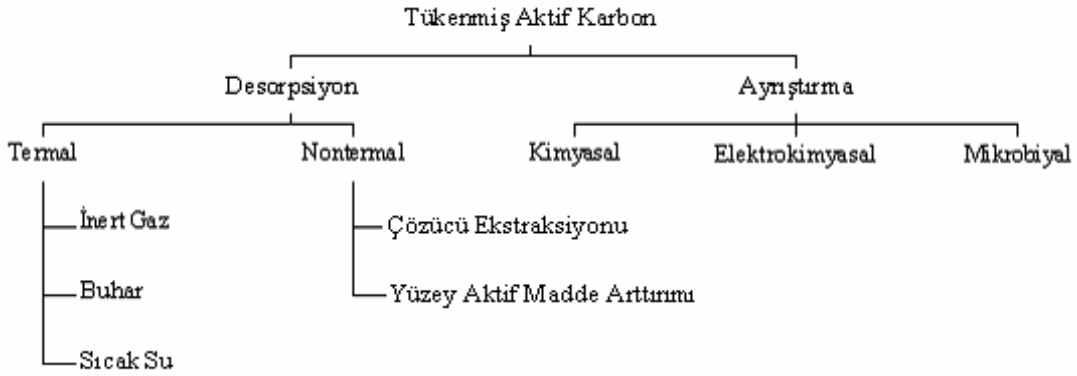 Tükenmiş Aktif Karbon
Desorpsiyon Ayrıştırma
Termal Nontermal Kimyasal Elektrokimyasal Mikrobiyal
İnert Gaz Çözücü Ekstraksiyonu
Buhar Yüzey Aktif Madde Arttırımı
Sıcak Su